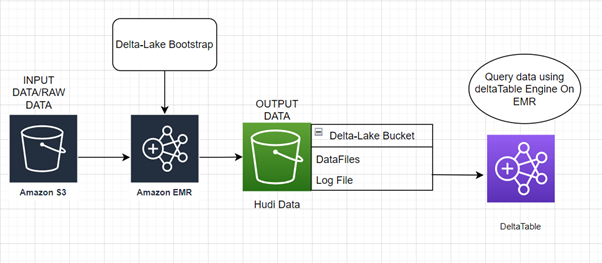 Delta-Lake Bootstrap
INPUT
DATA/RAW
DATA
Amazon S3
Amazon EMR
OUTPUT
DATA
Hudi Data
Delta-Lake Bucket
DataFiles
Log File
Query data using
deltaTable Engine On
EMR
DeltaTable